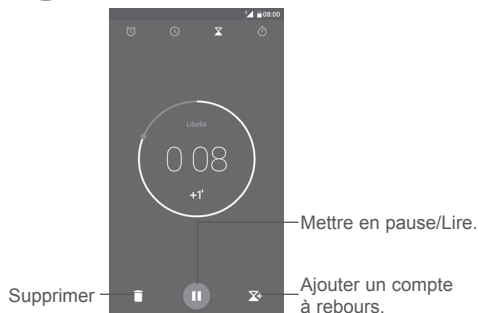 08:00
Libellé
0 08
+1'
Mettre en pause/Lire.
Supprimer
Ajouter un compte
à rebours.